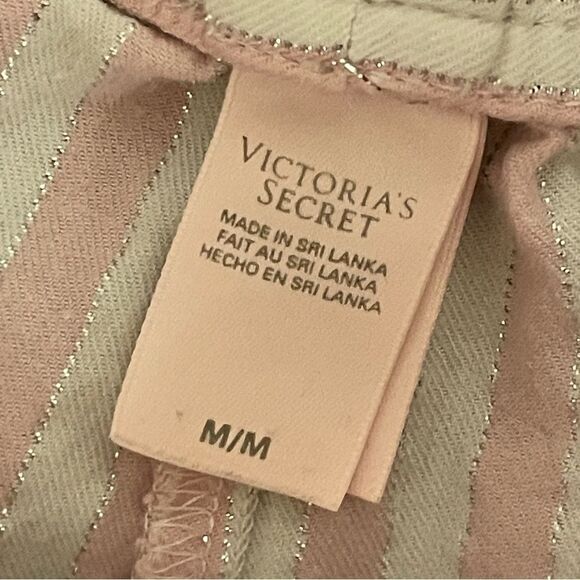 VICTORIA'S
SECRET
MADE IN SRI LANKA
FAIT AU SRI LANKA
HECHO EN SRI LANKA
M/M